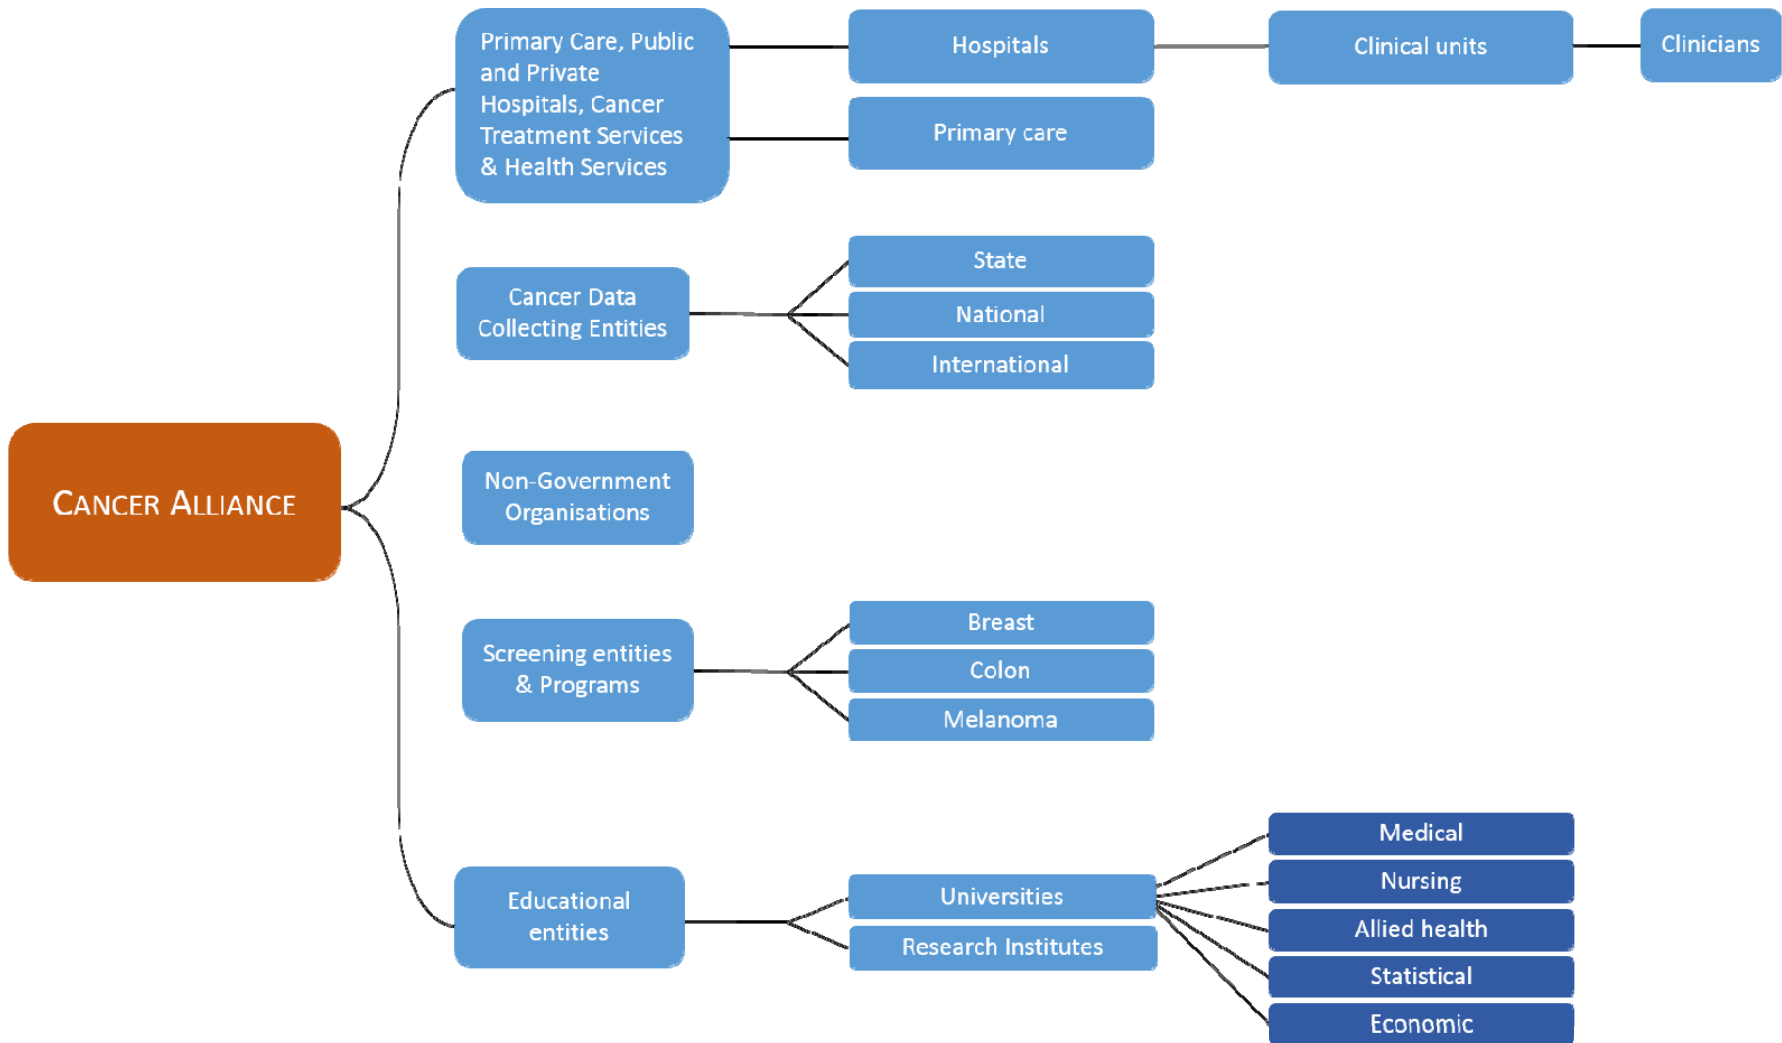 Primary Care, Public
and Private
Hospitals, Cancer
Treatment Services
& Health Services
Hospitals
Clinical units
Clinicians
Primary care
Cancer Data
Collecting Entities
State
National
International
CANCER ALLIANCE
Non-Government
Organisations
Screening entities
& Programs
Breast
Colon
Melanoma
Educational
entities
Universities
Research Institutes
Medical
Nursing
Allied health
Statistical
Economic